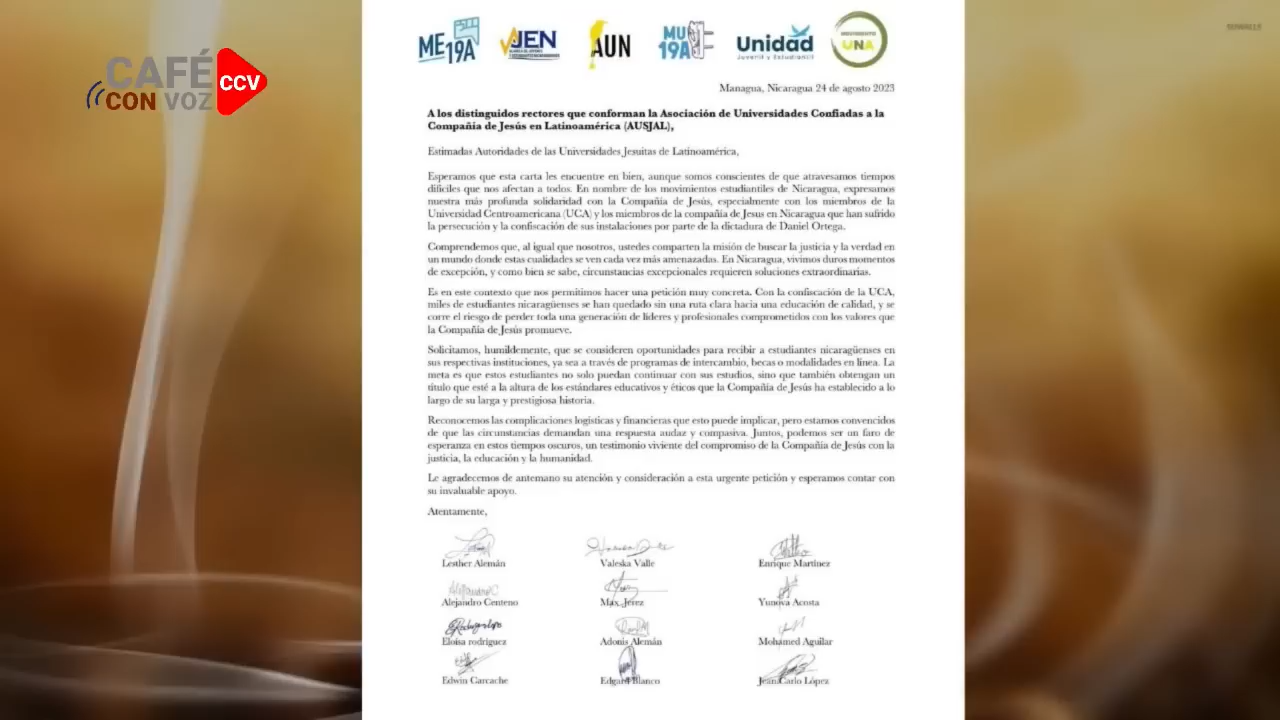 CAFÉ
CON VOZ
CCV
ME19A
JEN
AUN
MU
19A
Unidad
Juvenil y Estudiantil
MOVIMIENTO
UNA
Managua, Nicaragua 24 de agosto 2023
A los distinguidos rectores que conforman la Asociación de Universidades Confiadas a la
Compañía de Jesús en Latinoamérica (AUSJAL),
Estimadas Autoridades de las Universidades Jesuitas de Latinoamérica,
Esperamos que esta carta les encuentre en bien, aunque somos conscientes de que atravesamos tiempos
difíciles que nos afectan a todos. En nombre de los movimientos estudiantiles de Nicaragua, expresamos
nuestra más profunda solidaridad con la Compañía de Jesús, especialmente con los miembros de la
Universidad Centroamericana (UCA) y los miembros de la compañía de Jesus en Nicaragua que han sufrido
la persecución y la confiscación de sus instalaciones por parte de la dictadura de Daniel Ortega.
Comprendemos que, al igual que nosotros, ustedes comparten la misión de buscar la justicia y la verdad en
un mundo donde estas cualidades se ven cada vez más amenazadas. En Nicaragua, vivimos duros momentos
de excepción, y como bien se sabe, circunstancias excepcionales requieren soluciones extraordinarias.
Es en este contexto que nos permitimos hacer una petición muy concreta. Con la confiscación de la UCA,
miles de estudiantes nicaragüenses se han quedado sin una ruta clara hacia una educación de calidad, y se
corre el riesgo de perder toda una generación de líderes y profesionales comprometidos con los valores que
la Compañía de Jesús promueve.
Solicitamos, humildemente, que se consideren oportunidades para recibir a estudiantes nicaragüenses en
sus respectivas instituciones, ya sea a través de programas de intercambio, becas o modalidades en línea. La
meta es que estos estudiantes no solo puedan continuar con sus estudios, sino que también obtengan un
título que esté a la altura de los estándares educativos y éticos que la Compañía de Jesús ha establecido a lo
largo de su larga y prestigiosa historia.
Reconocemos las complicaciones logísticas y financieras que esto puede implicar, pero estamos convencidos
de que las circunstancias demandan una respuesta audaz y compasiva. Juntos, podemos ser un faro de
esperanza en estos tiempos oscuros, un testimonio viviente del compromiso de la Compañía de Jesús con la
justicia, la educación y la humanidad.
Le agradecemos de antemano su atención y consideración a esta urgente petición y esperamos contar con
su invaluable apoyo.
Atentamente,
Lesther Alemán
Valeska Valle
Enrique Martínez
Alejandro Centeno
Max Jerez
Yunova Acosta
Eloísa rodríguez
Adonis Alemán
Mohamed Aguilar
Edwin Carcache
Edgard Blanco
JeanCarlo López